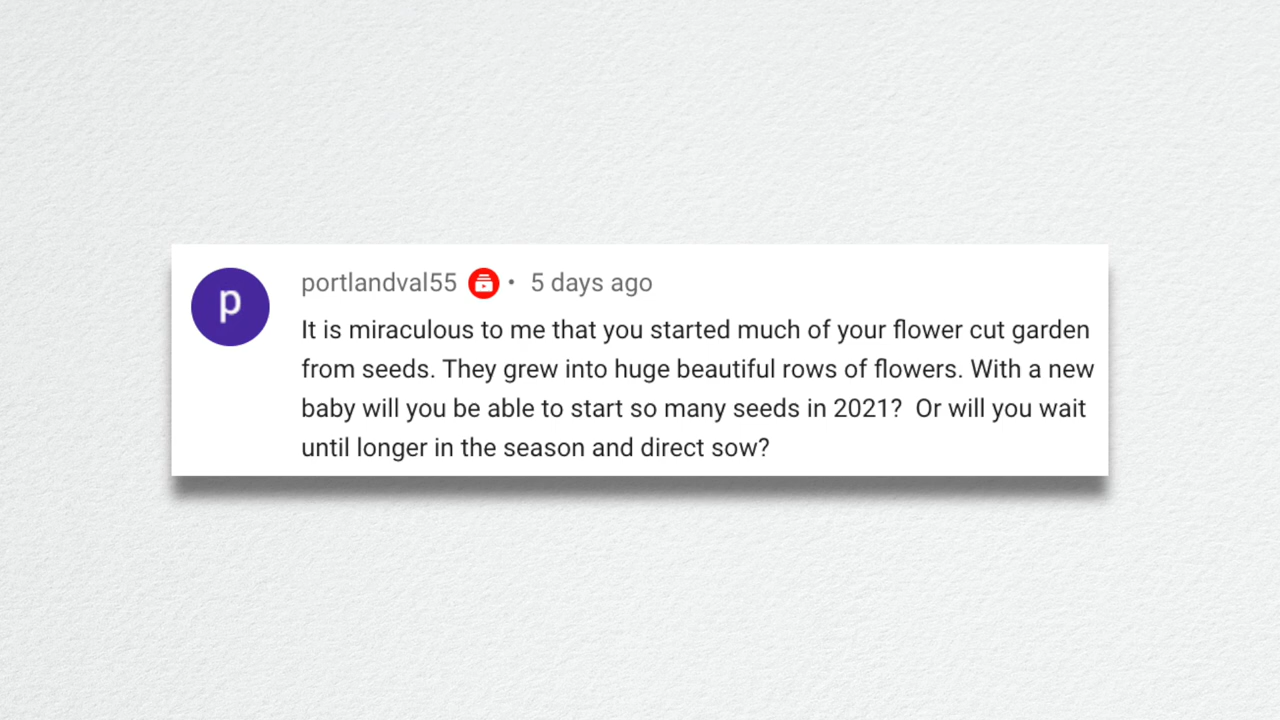 p
portlandval55 • 5 days ago
It is miraculous to me that you started much of your flower cut garden
from seeds. They grew into huge beautiful rows of flowers. With a new
baby will you be able to start so many seeds in 2021?  Or will you wait
until longer in the season and direct sow?